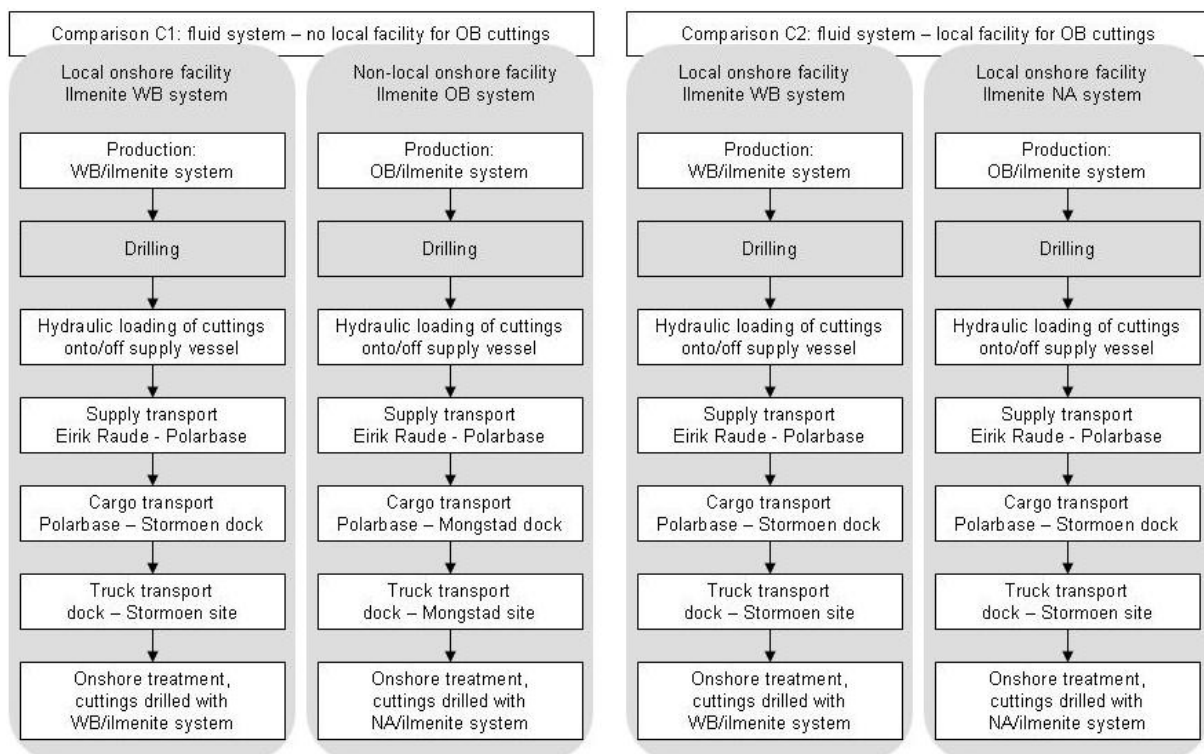 Comparison C1: fluid system – no local facility for OB cuttings
Local onshore facility
Ilmenite WB system
Production:
WB/ilmenite system
Drilling
Hydraulic loading of cuttings
onto/off supply vessel
Supply transport
Eirik Raude - Polarbase
Cargo transport
Polarbase – Stormoen dock
Truck transport
dock – Stormoen site
Onshore treatment,
cuttings drilled with
WB/ilmenite system
Non-local onshore facility
Ilmenite OB system
Production:
OB/ilmenite system
Drilling
Hydraulic loading of cuttings
onto/off supply vessel
Supply transport
Eirik Raude - Polarbase
Cargo transport
Polarbase – Mongstad dock
Truck transport
dock – Mongstad site
Onshore treatment,
cuttings drilled with
NA/ilmenite system
Comparison C2: fluid system – local facility for OB cuttings
Local onshore facility
Ilmenite WB system
Production:
WB/ilmenite system
Drilling
Hydraulic loading of cuttings
onto/off supply vessel
Supply transport
Eirik Raude - Polarbase
Cargo transport
Polarbase – Stormoen dock
Truck transport
dock – Stormoen site
Onshore treatment,
cuttings drilled with
WB/ilmenite system
Local onshore facility
Ilmenite NA system
Production:
OB/ilmenite system
Drilling
Hydraulic loading of cuttings
onto/off supply vessel
Supply transport
Eirik Raude - Polarbase
Cargo transport
Polarbase – Stormoen dock
Truck transport
dock – Stormoen site
Onshore treatment,
cuttings drilled with
NA/ilmenite system